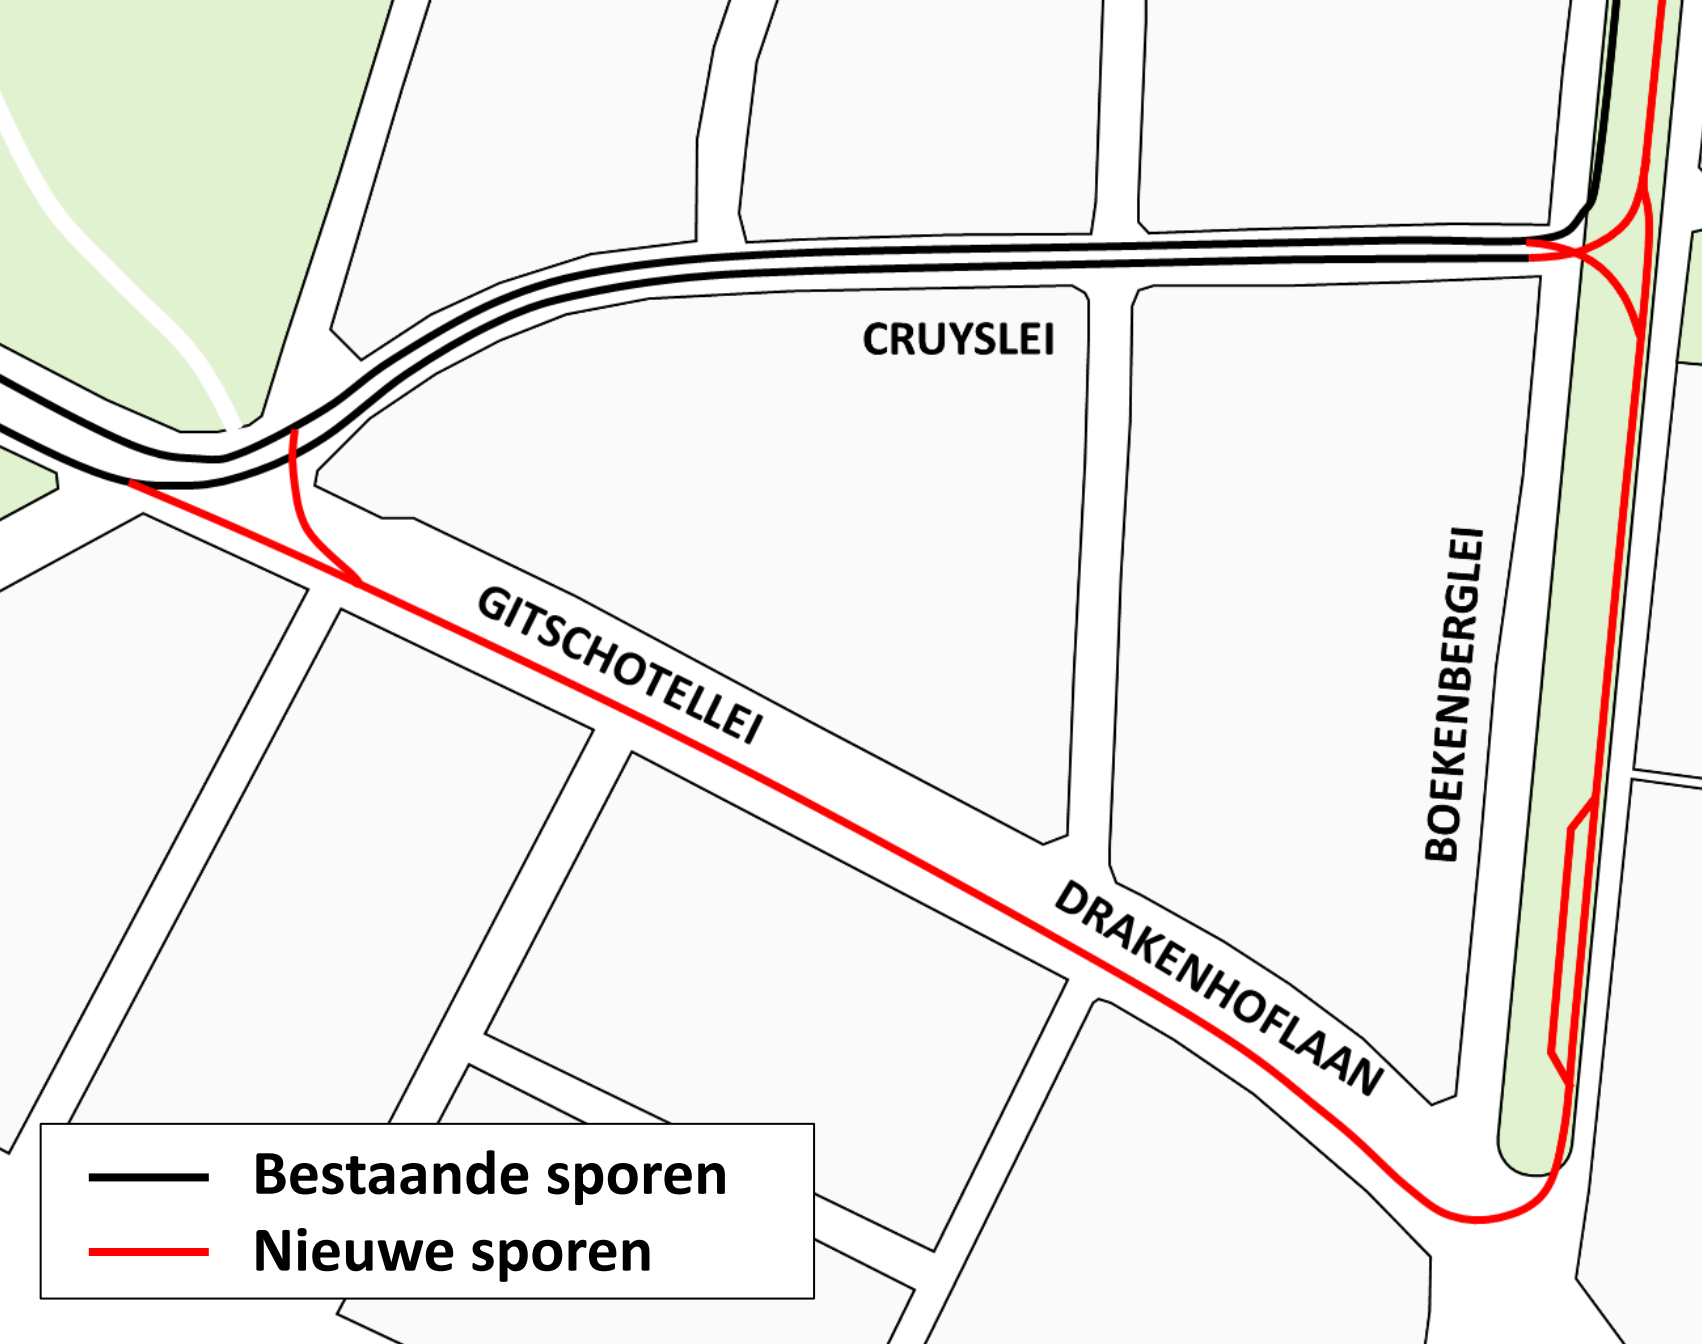 CRUYSLEI
GITSCHOTELLEI
BOEKENBERGLEI
DRAKENHOFLAAN
Bestaande sporen
Nieuwe sporen